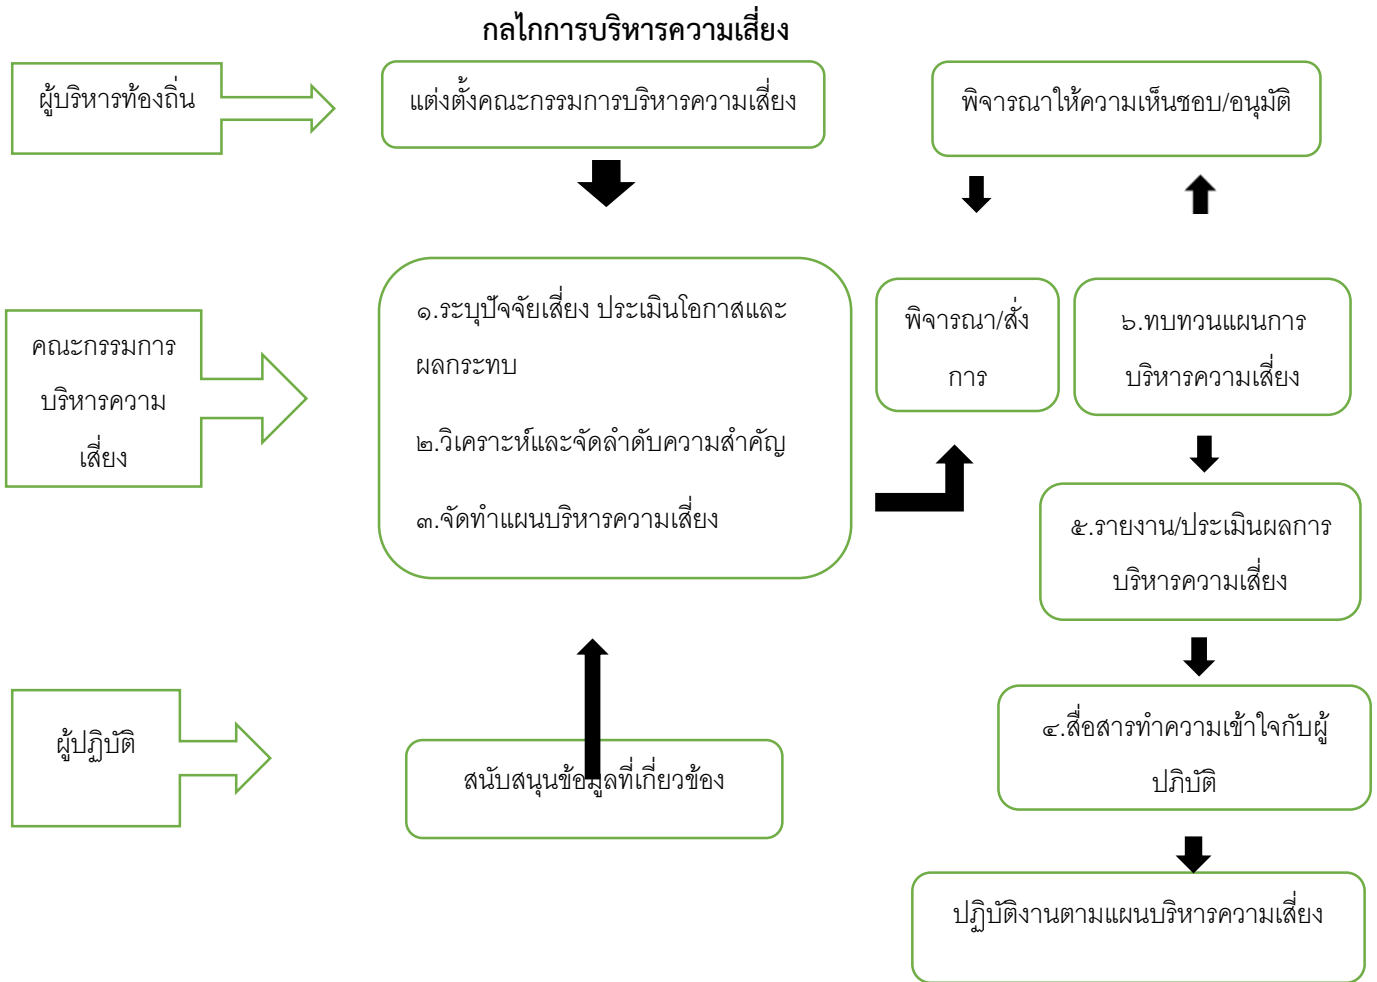 กลไกการบริหารความเสี่ยง
ผู้บริหารท้องถิ่น
แต่งตั้งคณะกรรมการบริหารความเสี่ยง
พิจารณาให้ความเห็นชอบ/อนุมัติ
คณะกรรมการ
บริหารความ
เสี่ยง
๑.ระบุปัจจัยเสี่ยง ประเมินโอกาสและ
ผลกระทบ
๒.วิเคราะห์และจัดลำดับความสำคัญ
๓.จัดทำแผนบริหารความเสี่ยง
พิจารณา/สั่ง
การ
๖.ทบทวนแผนการ
บริหารความเสี่ยง
๕.รายงาน/ประเมินผลการ
บริหารความเสี่ยง
ผู้ปฏิบัติ
สนับสนุนข้อมูลที่เกี่ยวข้อง
๔.สื่อสารทำความเข้าใจกับผู้
ปภิบัติ
ปฏิบัติงานตามแผนบริหารความเสี่ยง